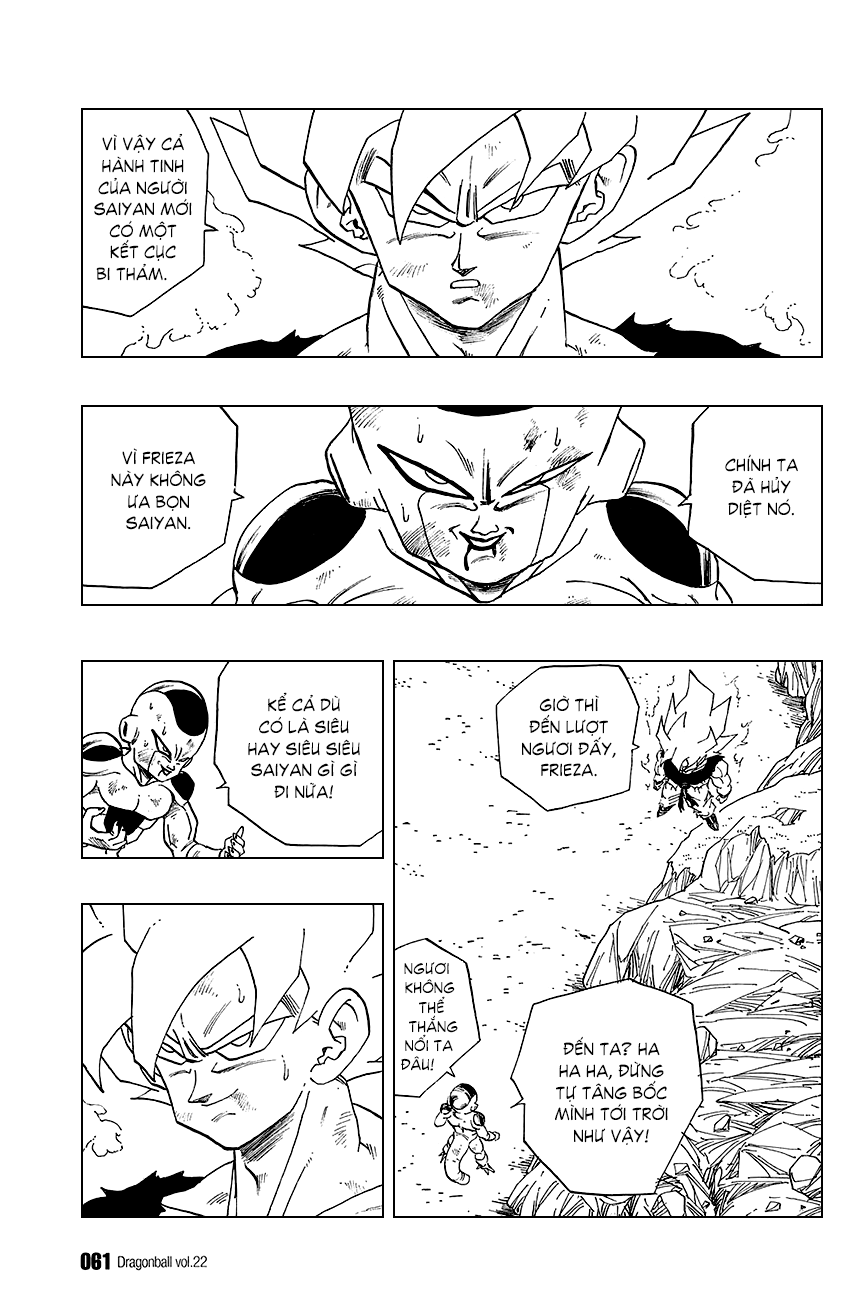 VÌ VẬY CẢ
HÀNH TINH
CỦA NGƯỜI
SAIYAN MỚI
CÓ MỘT
KẾT CỤC
BI THẢM.
CHÍNH TA
ĐÃ HỦY
DIỆT NÓ.
VÌ FRIEZA
NÀY KHÔNG
ƯA BỌN
SAIYAN.
GIỜ THÌ
ĐẾN LƯỢT
NGƯƠI ĐẤY,
FRIEZA.
ĐẾN TA? HA
HA HA, ĐỪNG
TỰ TÂNG BỐC
MÌNH TỚI TRỜI
NHƯ VẬY!
NGƯƠI
KHÔNG
THỂ
THẮNG
NỔI TA
ĐÂU!
KỂ CẢ DÙ
CÓ LÀ SIÊU
HAY SIÊU SIÊU
SAIYAN GÌ GÌ
ĐI NỮA!
061 Dragonball vol.22